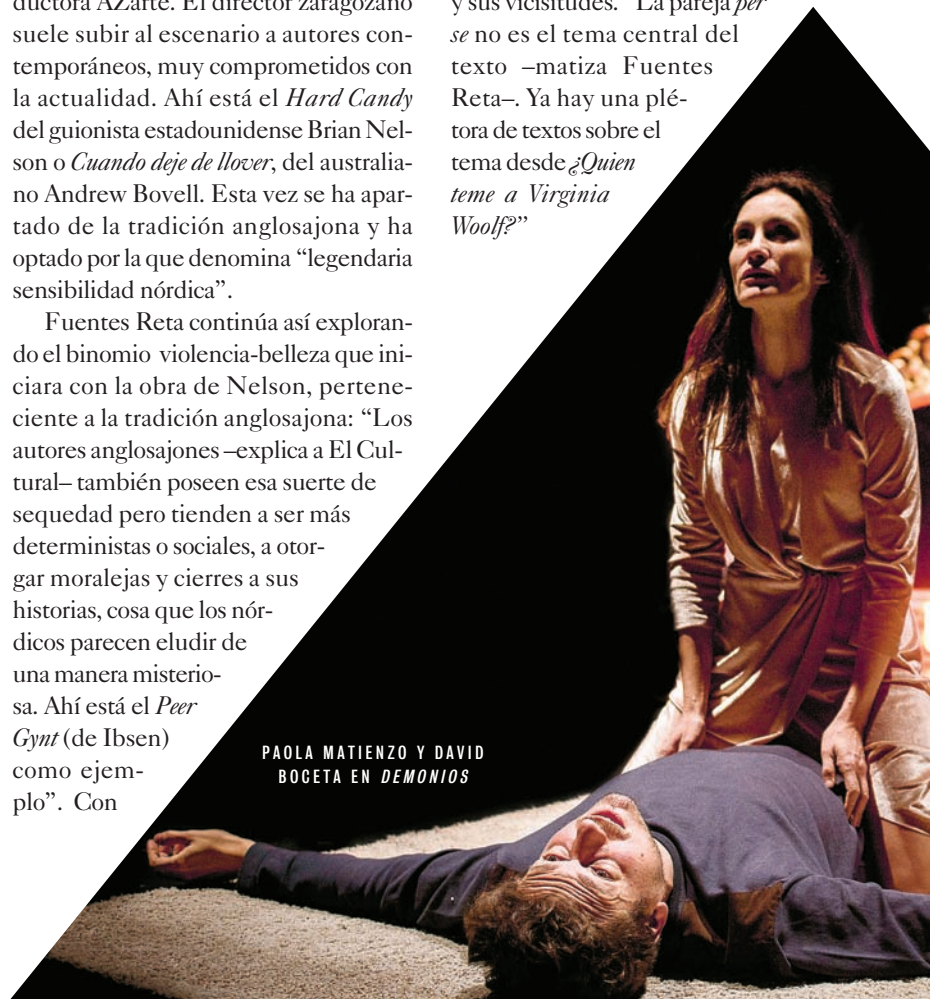 ductora AZarte. El director zaragozano
suele subir al escenario a autores con-
temporáneos, muy comprometidos con
la actualidad. Ahí está el Hard Candy
del guionista estadounidense Brian Nel-
son o Cuando deje de llover, del australia-
no Andrew Bovell. Esta vez se ha apar-
tado de la tradición anglosajona y ha
optado por la que denomina “legendaria
sensibilidad nórdica”.
Fuentes Reta continúa así exploran-
do el binomio violencia-belleza que ini-
ciara con la obra de Nelson, pertene-
ciente a la tradición anglosajona: “Los
autores anglosajones –explica a El Cul-
tural– también poseen esa suerte de
sequedad pero tienden a ser más
deterministas o sociales, a otor-
gar moralejas y cierres a sus
historias, cosa que los nór-
dicos parecen eludir de
una manera misterio-
sa. Ahí está el Peer
Gynt (de Ibsen)
como ejem-
plo”. Con
y sus vicisitudes. “La pareja per
se no es el tema central del
texto –matiza Fuentes
Reta–. Ya hay una plé-
tora de textos sobre el
tema desde ¿Quien
teme a Virginia
Woolf?”
PAOLA MATIENZO Y DAVID
BOCETA EN DEMONIOS